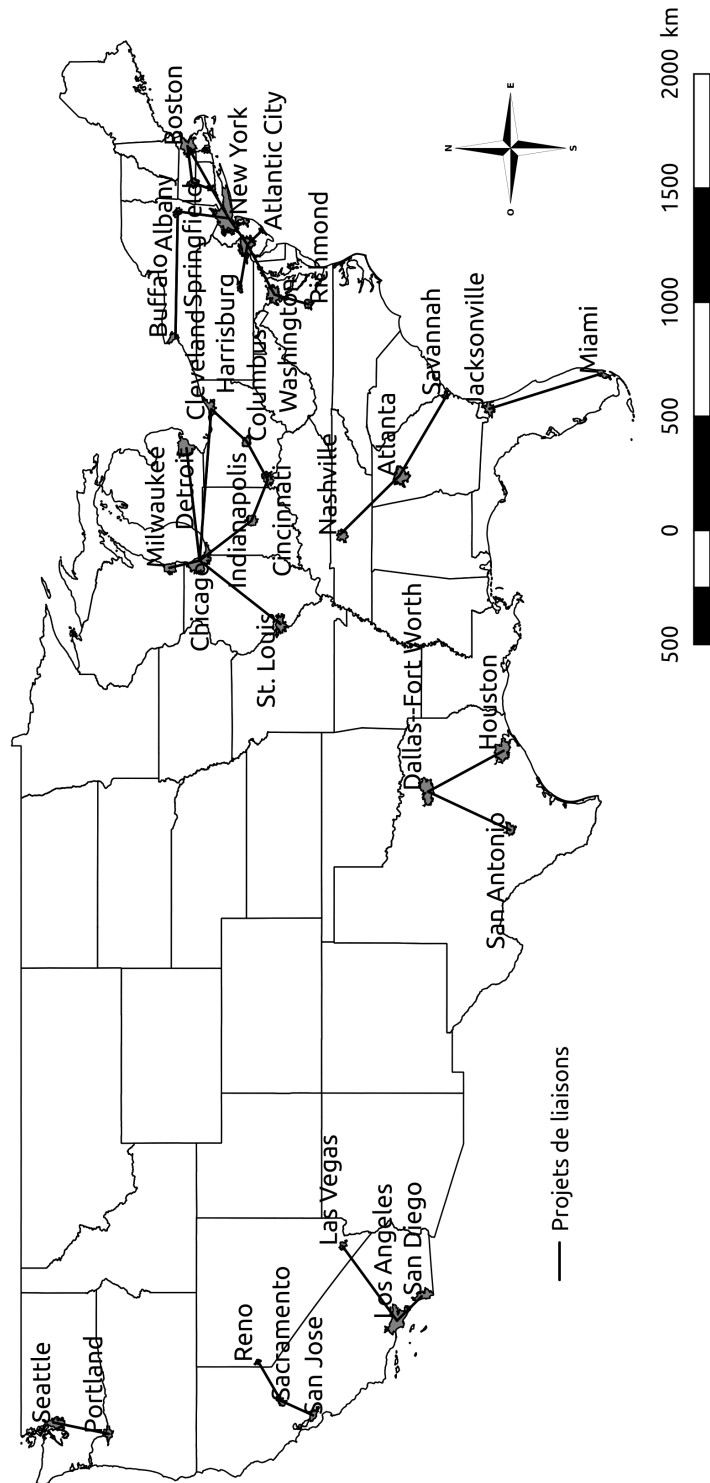 Seattle
Portland
Reno
Sacramento
San Jose
Las Vegas
Los Angeles
San Diego
San Antonio
Dallas--Fort Worth
Houston
Milwaukee
Detroit
Chicago
Indianapolis
St. Louis
Cincinnati
Cleveland
Columbus
Nashville
Atlanta
Savannah
Jacksonville
Miami
Buffalo
Albany
Springfield
Boston
Harrisburg
New York
Atlantic City
Washington
Richmond
N
E
S
O
Projets de liaisons
500 0 500 1000 1500 2000 km